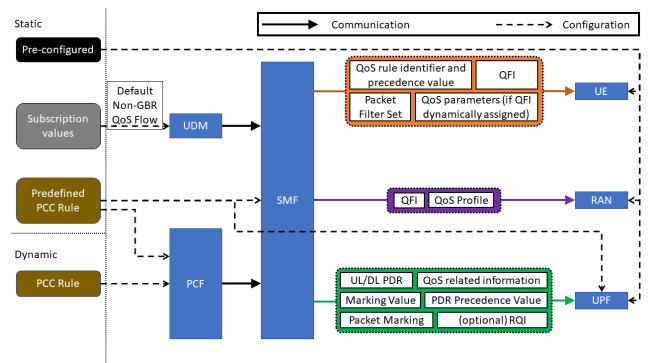 Static
Communication
Configuration
Pre-configured
Default
Non-GBR
QoS Flow
Subscription
values
UDM
QoS rule identifier and
precedence value
QFI
Packet
Filter Set
QoS parameters (if QFI
dynamically assigned)
UE
Predefined
PCC Rule
SMF
QFI
QoS Profile
RAN
Dynamic
PCC Rule
PCF
UL/DL PDR
QoS related information
Marking Value
PDR Precedence Value
Packet Marking
(optional) RQI
UPF